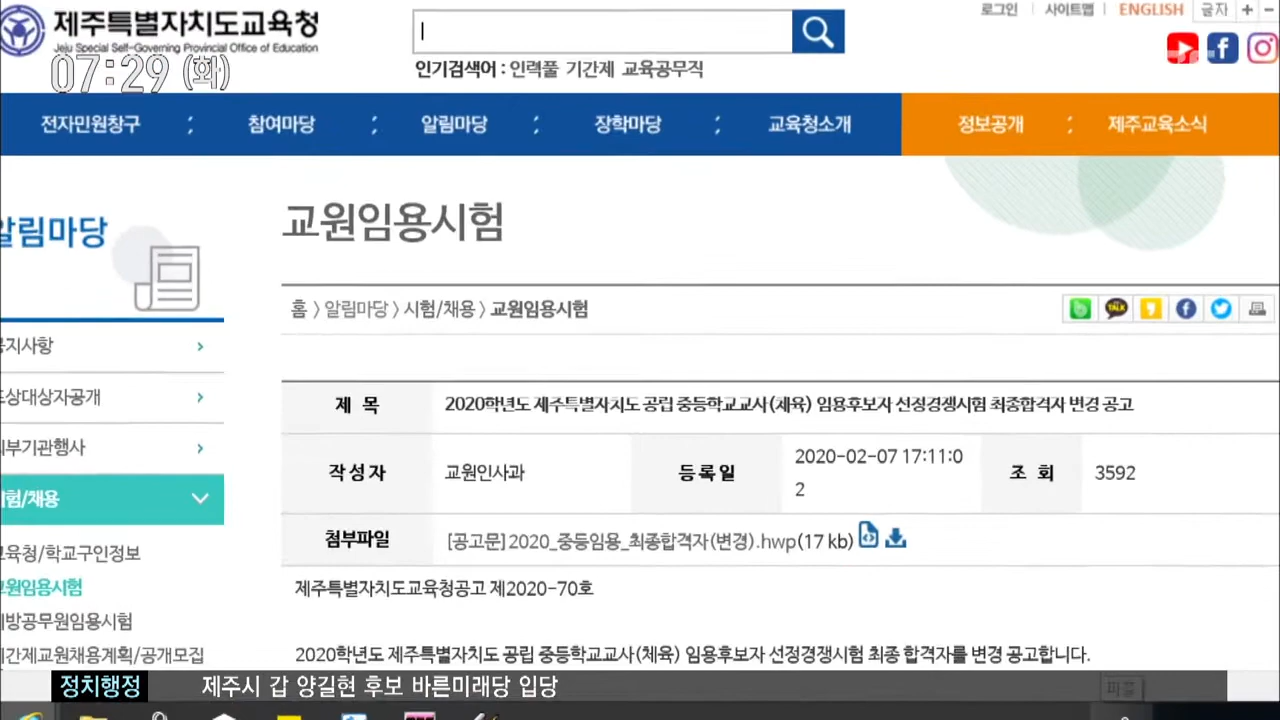 제주특별자치도교육청
Jeju Special Self-Governing Provincial Office of Education
07:29 (화)
인기검색어 : 인력풀 기간제 교육공무직
로그인 사이트맵 ENGLISH 글자 + −
전자민원창구 참여마당 알림마당 장학마당 교육청소개 정보공개 제주교육소식
알림마당
교원임용시험
홈 〉 알림마당 〉 시험/채용 〉 교원임용시험
TALK
공지사항
포상대상자공개
외부기관행사
시험/채용
교육청/학교구인정보
교원임용시험
지방공무원임용시험
기간제교원채용계획/공개모집
제 목 2020학년도 제주특별자치도 공립 중등학교교사(체육) 임용후보자 선정경쟁시험 최종합격자 변경 공고
작성자 교원인사과 등록일 2020-02-07 17:11:0
2 조 회 3592
첨부파일 [공고문] 2020_중등임용_최종합격자(변경).hwp(17 kb)
제주특별자치도교육청공고 제2020-70호
2020학년도 제주특별자치도 공립 중등학교교사(체육) 임용후보자 선정경쟁시험 최종 합격자를 변경 공고합니다.
정치행정 제주시 갑 양길현 후보 바른미래당 입당